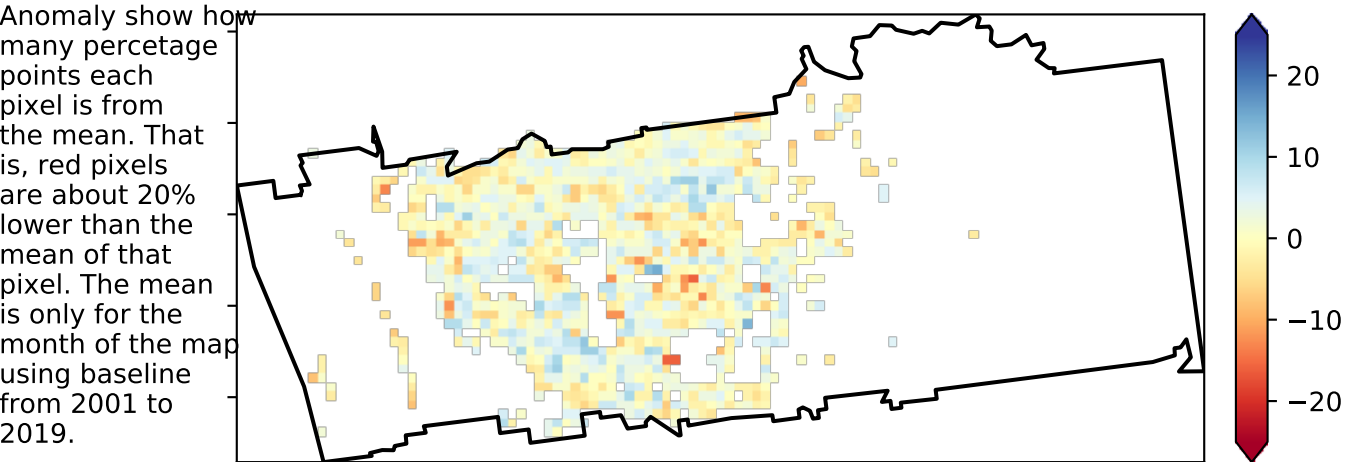 Anomaly show how
many percetage
points each
pixel is from
the mean. That
is, red pixels
are about 20%
lower than the
mean of that
pixel. The mean
is only for the
month of the map
using baseline
from 2001 to
2019.
20
10
0
−10
−20